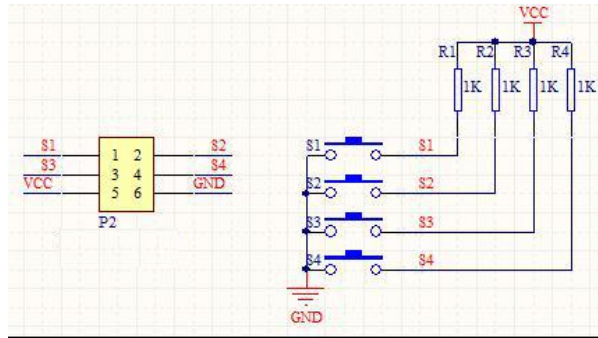 VCC
R1 R2 R3 R4
1K 1K 1K 1K
S1 S2 S1 S1
1 2
S3 S4
3 4
VCC GND S2 S2
5 6
P2
S3 S3
S4 S4
GND